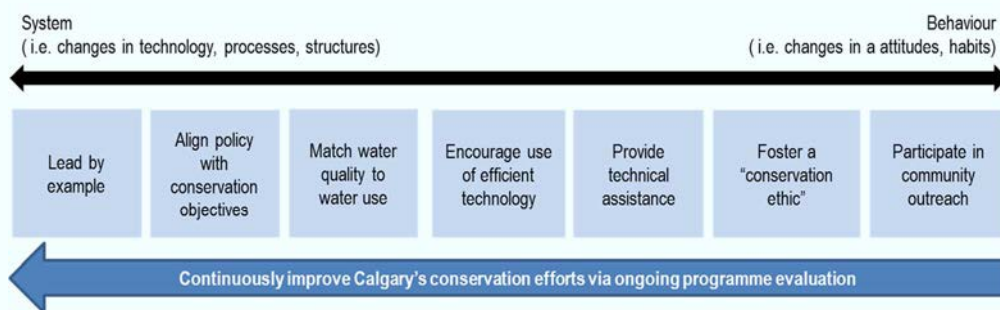 System
( i.e. changes in technology, processes, structures)
Behaviour
( i.e. changes in a attitudes, habits)
Lead by
example
Align policy
with
conservation
objectives
Match water
quality to
water use
Encourage use
of efficient
technology
Provide
technical
assistance
Foster a
“conservation
ethic”
Participate in
community
outreach
Continuously improve Calgary’s conservation efforts via ongoing programme evaluation